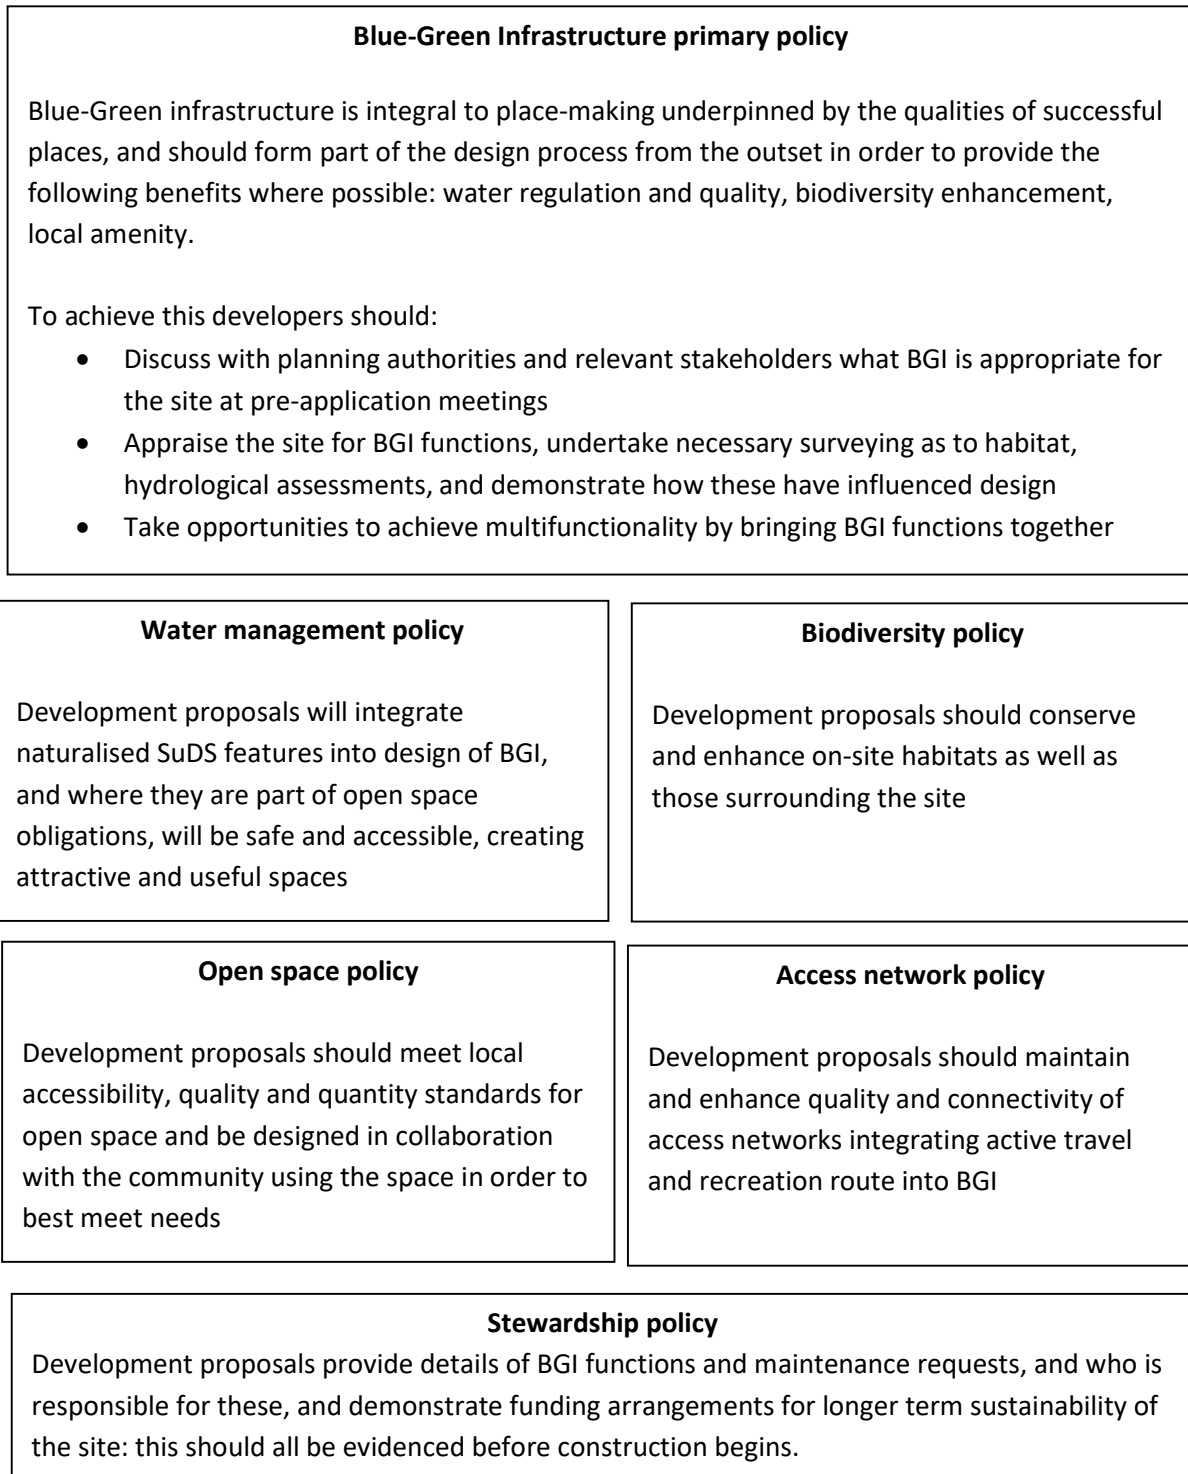 Blue-Green Infrastructure primary policy
Blue-Green infrastructure is integral to place-making underpinned by the qualities of successful
places, and should form part of the design process from the outset in order to provide the
following benefits where possible: water regulation and quality, biodiversity enhancement,
local amenity.
To achieve this developers should:
• Discuss with planning authorities and relevant stakeholders what BGI is appropriate for
the site at pre-application meetings
• Appraise the site for BGI functions, undertake necessary surveying as to habitat,
hydrological assessments, and demonstrate how these have influenced design
• Take opportunities to achieve multifunctionality by bringing BGI functions together
Water management policy
Development proposals will integrate
naturalised SuDS features into design of BGI,
and where they are part of open space
obligations, will be safe and accessible, creating
attractive and useful spaces
Biodiversity policy
Development proposals should conserve
and enhance on-site habitats as well as
those surrounding the site
Open space policy
Development proposals should meet local
accessibility, quality and quantity standards for
open space and be designed in collaboration
with the community using the space in order to
best meet needs
Access network policy
Development proposals should maintain
and enhance quality and connectivity of
access networks integrating active travel
and recreation route into BGI
Stewardship policy
Development proposals provide details of BGI functions and maintenance requests, and who is
responsible for these, and demonstrate funding arrangements for longer term sustainability of
the site: this should all be evidenced before construction begins.